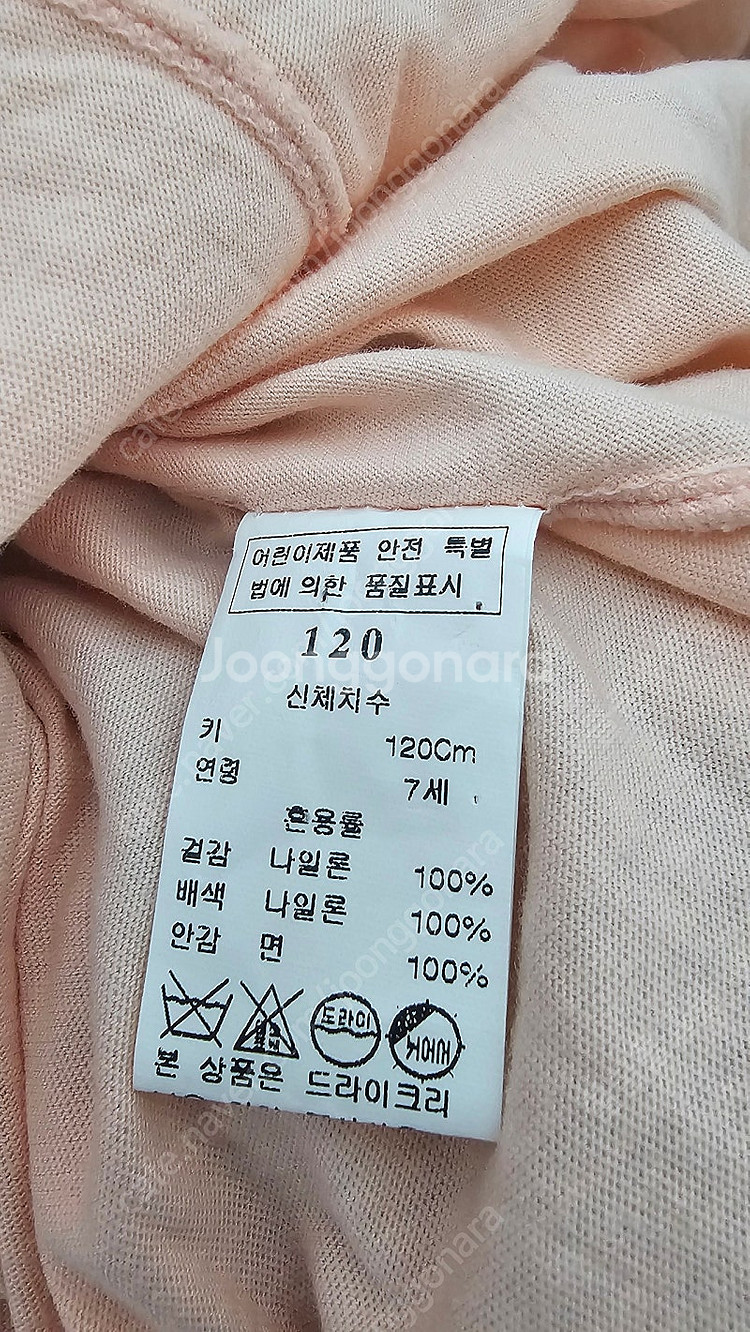 어린이제품 안전 특별
법에 의한 품질표시
120
Joonggonara
신체치수
키 120Cm
연령 7세
혼용률
겉감 나일론 100%
배색 나일론 100%
안감 면 100%
드라이
본 상품은 드라이크리